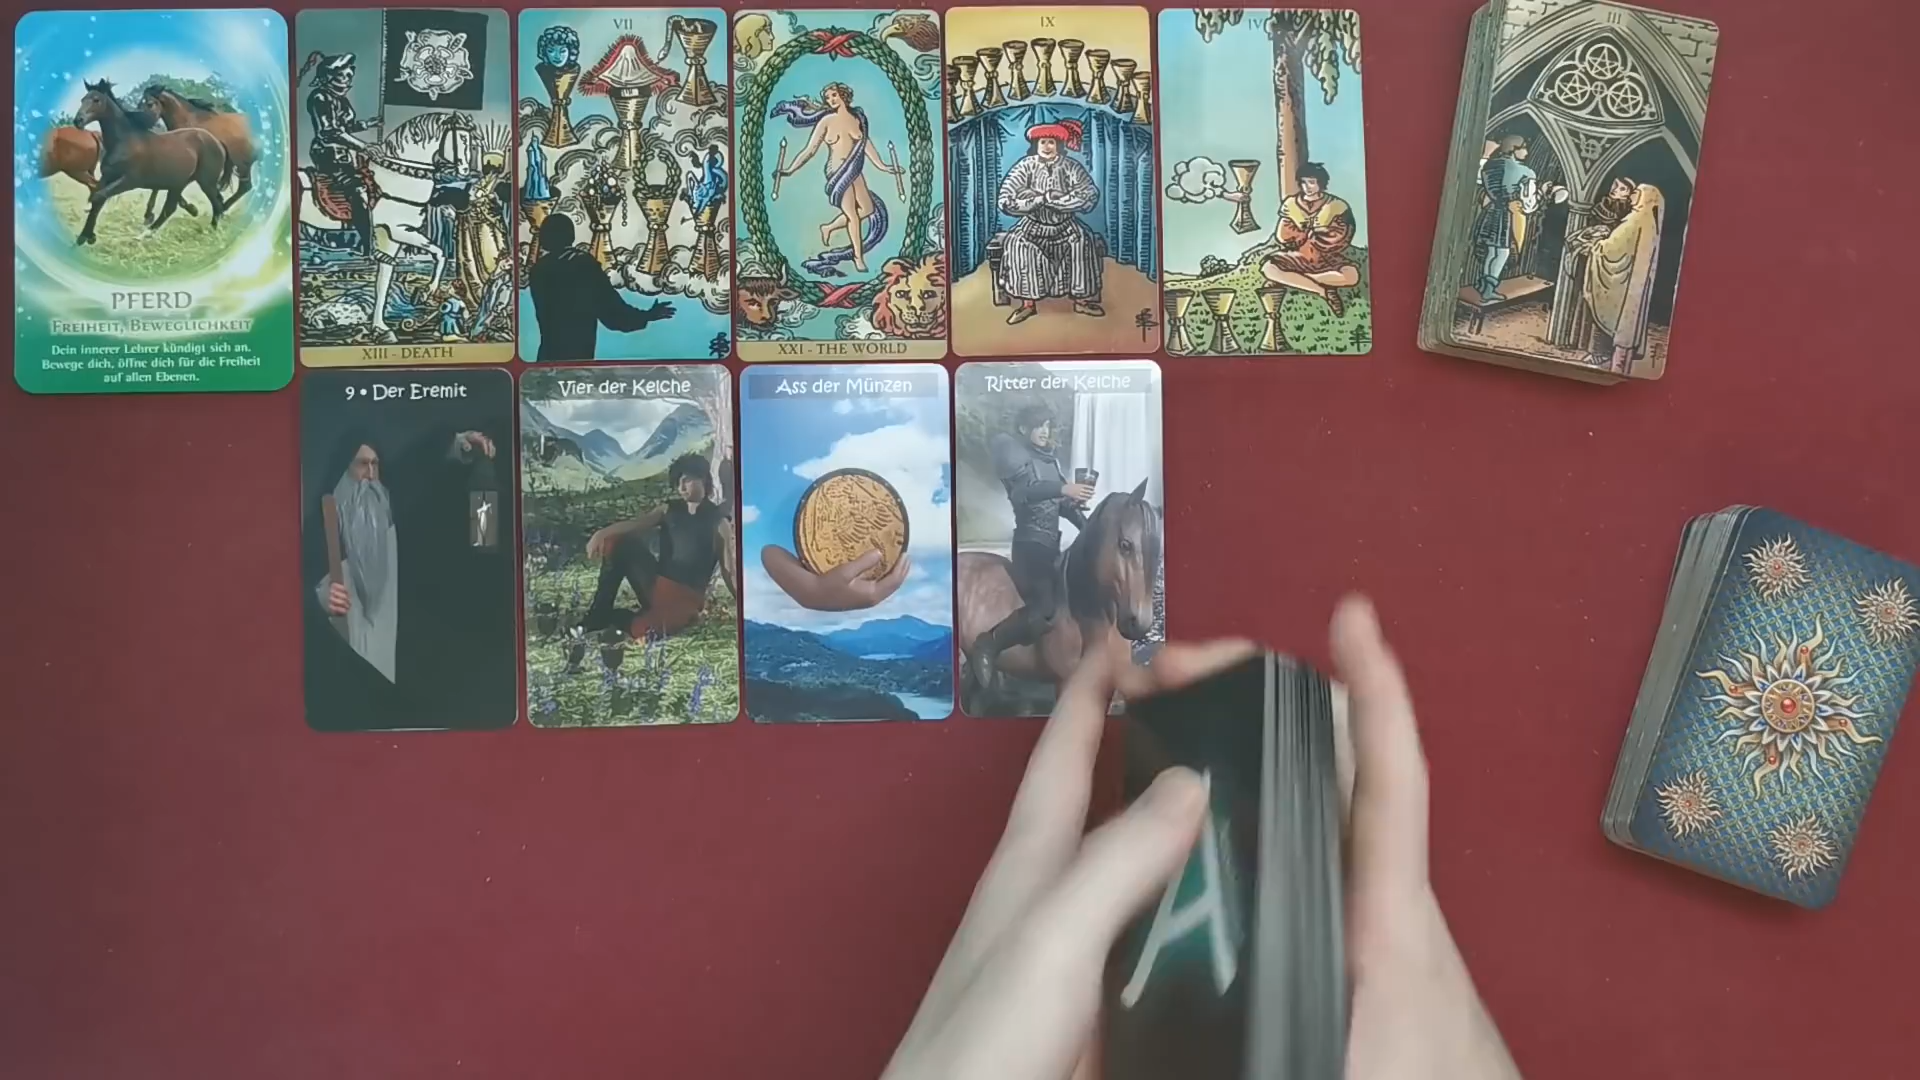 PFERD
FREIHEIT, BEWEGLICHKEIT
Dein innerer Lehrer kündigt sich an.
Bewege dich, öffne dich für die Freiheit
auf allen Ebenen.
XIII - DEATH
VII
XXI - THE WORLD
IX
IV
III
9 • Der Eremit
Vier der Kelche
Ass der Münzen
Ritter der Kelche
A